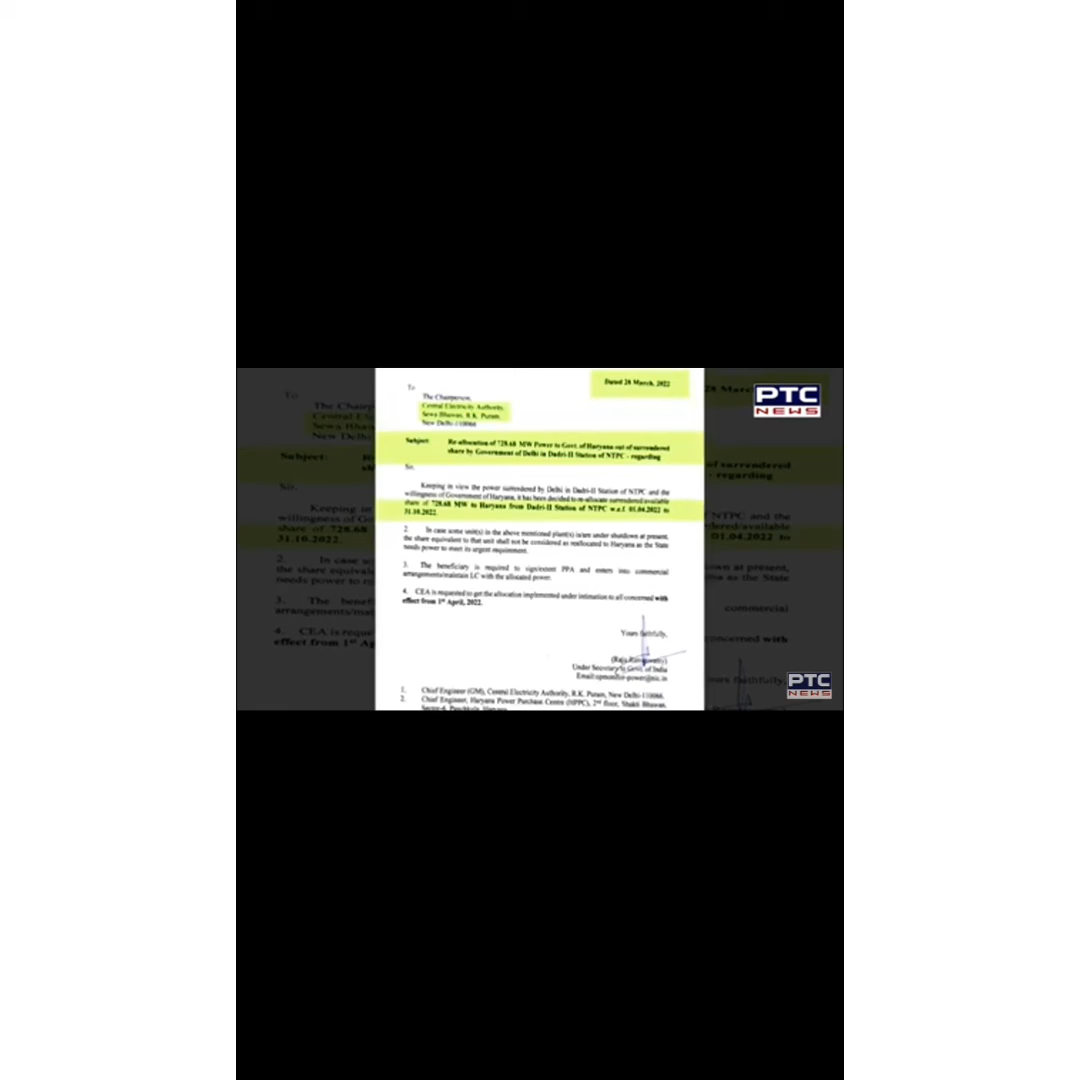 Dated 28 March, 2022
To
The Chairperson,
Central Electricity Authority,
Sewa Bhawan, R.K. Puram,
New Delhi-110066
Subject: Re-allocation of 728.68 MW Power to Govt. of Haryana out of surrendered
share by Government of Delhi in Dadri-II Station of NTPC - regarding
Sir,
Keeping in view the power surrendered by Delhi in Dadri-II Station of NTPC and the
willingness of Government of Haryana, it has been decided to re-allocate surrendered/available
share of 728.68 MW to Haryana from Dadri-II Station of NTPC w.e.f. 01.04.2022 to
31.10.2022.
2. In case some unit(s) in the above mentioned plant(s) is/are under shutdown at present,
the share equivalent to that unit shall not be considered as reallocated to Haryana as the State
needs power to meet its urgent requirement.
3. The beneficiary is required to sign/extent PPA and enters into commercial
arrangements/maintain LC with the allocated power.
4. CEA is requested to get the allocation implemented under intimation to all concerned with
effect from 1st April, 2022.
Yours faithfully,
Under Secretary to Govt. of India
1. Chief Engineer (GM), Central Electricity Authority, R.K. Puram, New Delhi-110066.
2. Chief Engineer, Haryana Power Purchase Centre (HPPC), 2nd floor, Shakti Bhawan,
PTC
NEWS
PTC
NEWS